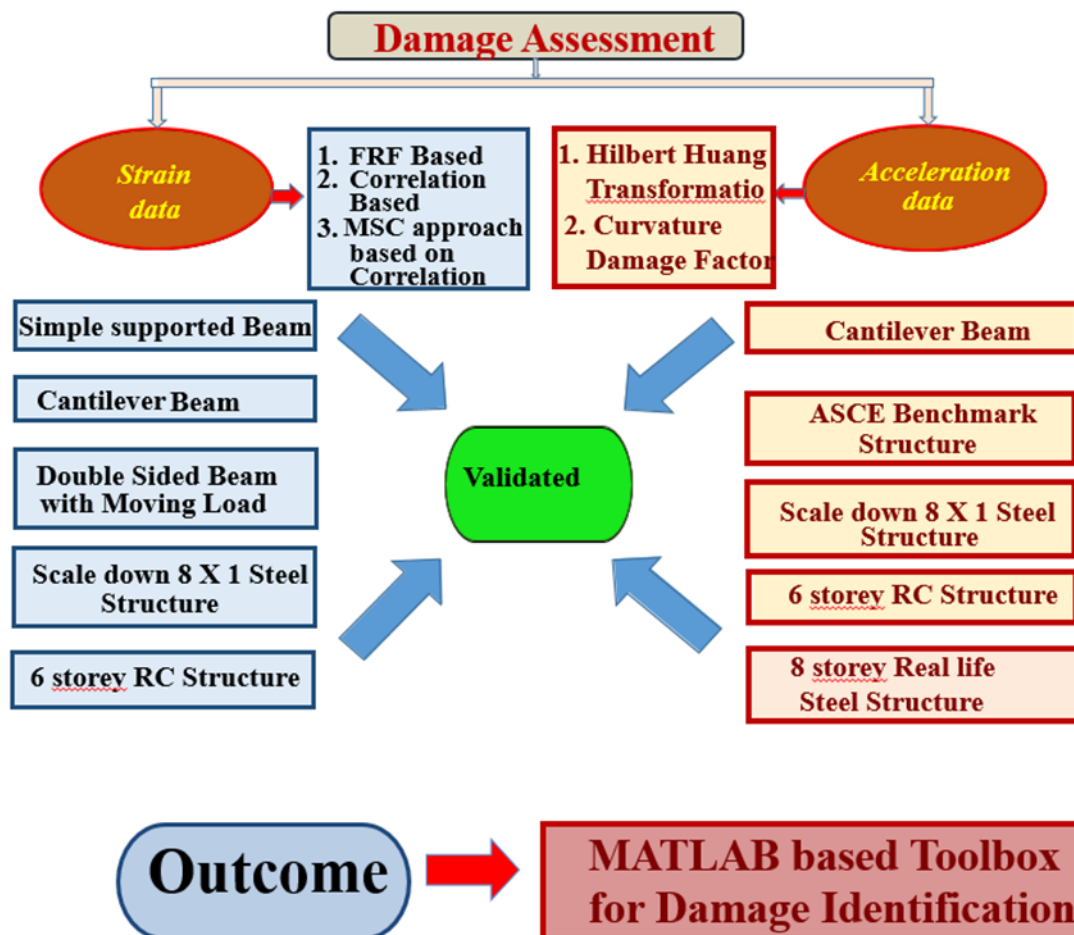 Damage Assessment
Strain
data
1. FRF Based
2. Correlation
Based
3. MSC approach
based on
Correlation
1. Hilbert Huang
Transformatio
2. Curvature
Damage Factor
Acceleration
data
Simple supported Beam
Cantilever Beam
Double Sided Beam
with Moving Load
Scale down 8 X 1 Steel
Structure
6 storey RC Structure
Validated
Cantilever Beam
ASCE Benchmark
Structure
Scale down 8 X 1 Steel
Structure
6 storey RC Structure
8 storey Real life
Steel Structure
Outcome
MATLAB based Toolbox
for Damage Identification